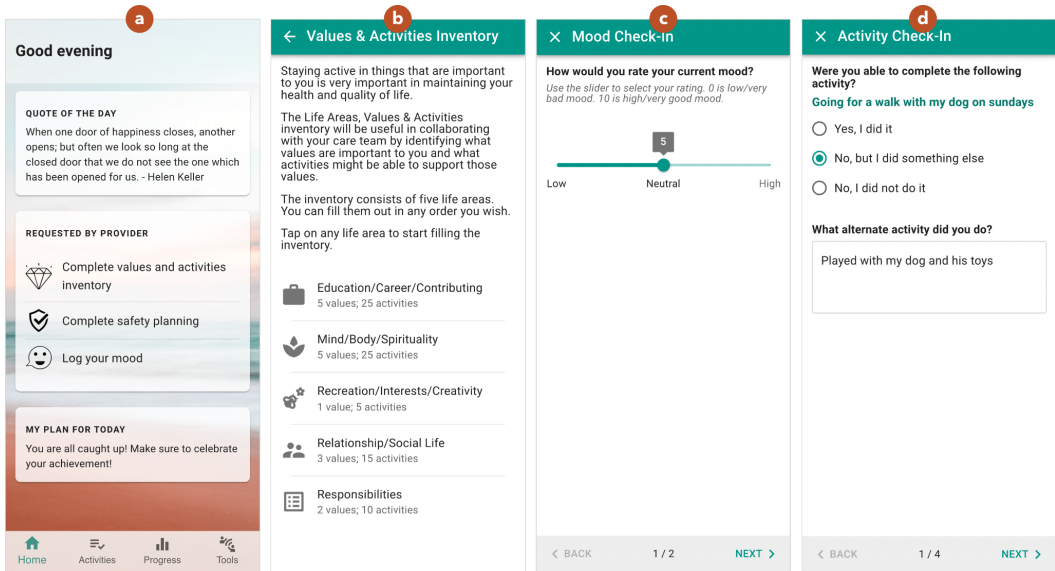 a
Good evening
QUOTE OF THE DAY
When one door of happiness closes, another
opens; but often we look so long at the
closed door that we do not see the one which
has been opened for us. - Helen Keller
REQUESTED BY PROVIDER
Complete values and activities
inventory
Complete safety planning
Log your mood
MY PLAN FOR TODAY
You are all caught up! Make sure to celebrate
your achievement!
Home
Activities
Progress
Tools
b
Values & Activities Inventory
Staying active in things that are important
to you is very important in maintaining your
health and quality of life.
The Life Areas, Values & Activities
inventory will be useful in collaborating
with your care team by identifying what
values are important to you and what
activities might be able to support those
values.
The inventory consists of five life areas.
You can fill them out in any order you wish.
Tap on any life area to start filling the
inventory.
Education/Career/Contributing
5 values; 25 activities
Mind/Body/Spirituality
5 values; 25 activities
Recreation/Interests/Creativity
1 value; 5 activities
Relationship/Social Life
3 values; 15 activities
Responsibilities
2 values; 10 activities
c
Mood Check-In
How would you rate your current mood?
Use the slider to select your rating. 0 is low/very
bad mood. 10 is high/very good mood.
5
Low Neutral High
BACK 1 / 2 NEXT
d
Activity Check-In
Were you able to complete the following
activity?
Going for a walk with my dog on sundays
Yes, I did it
No, but I did something else
No, I did not do it
What alternate activity did you do?
Played with my dog and his toys
BACK 1 / 4 NEXT